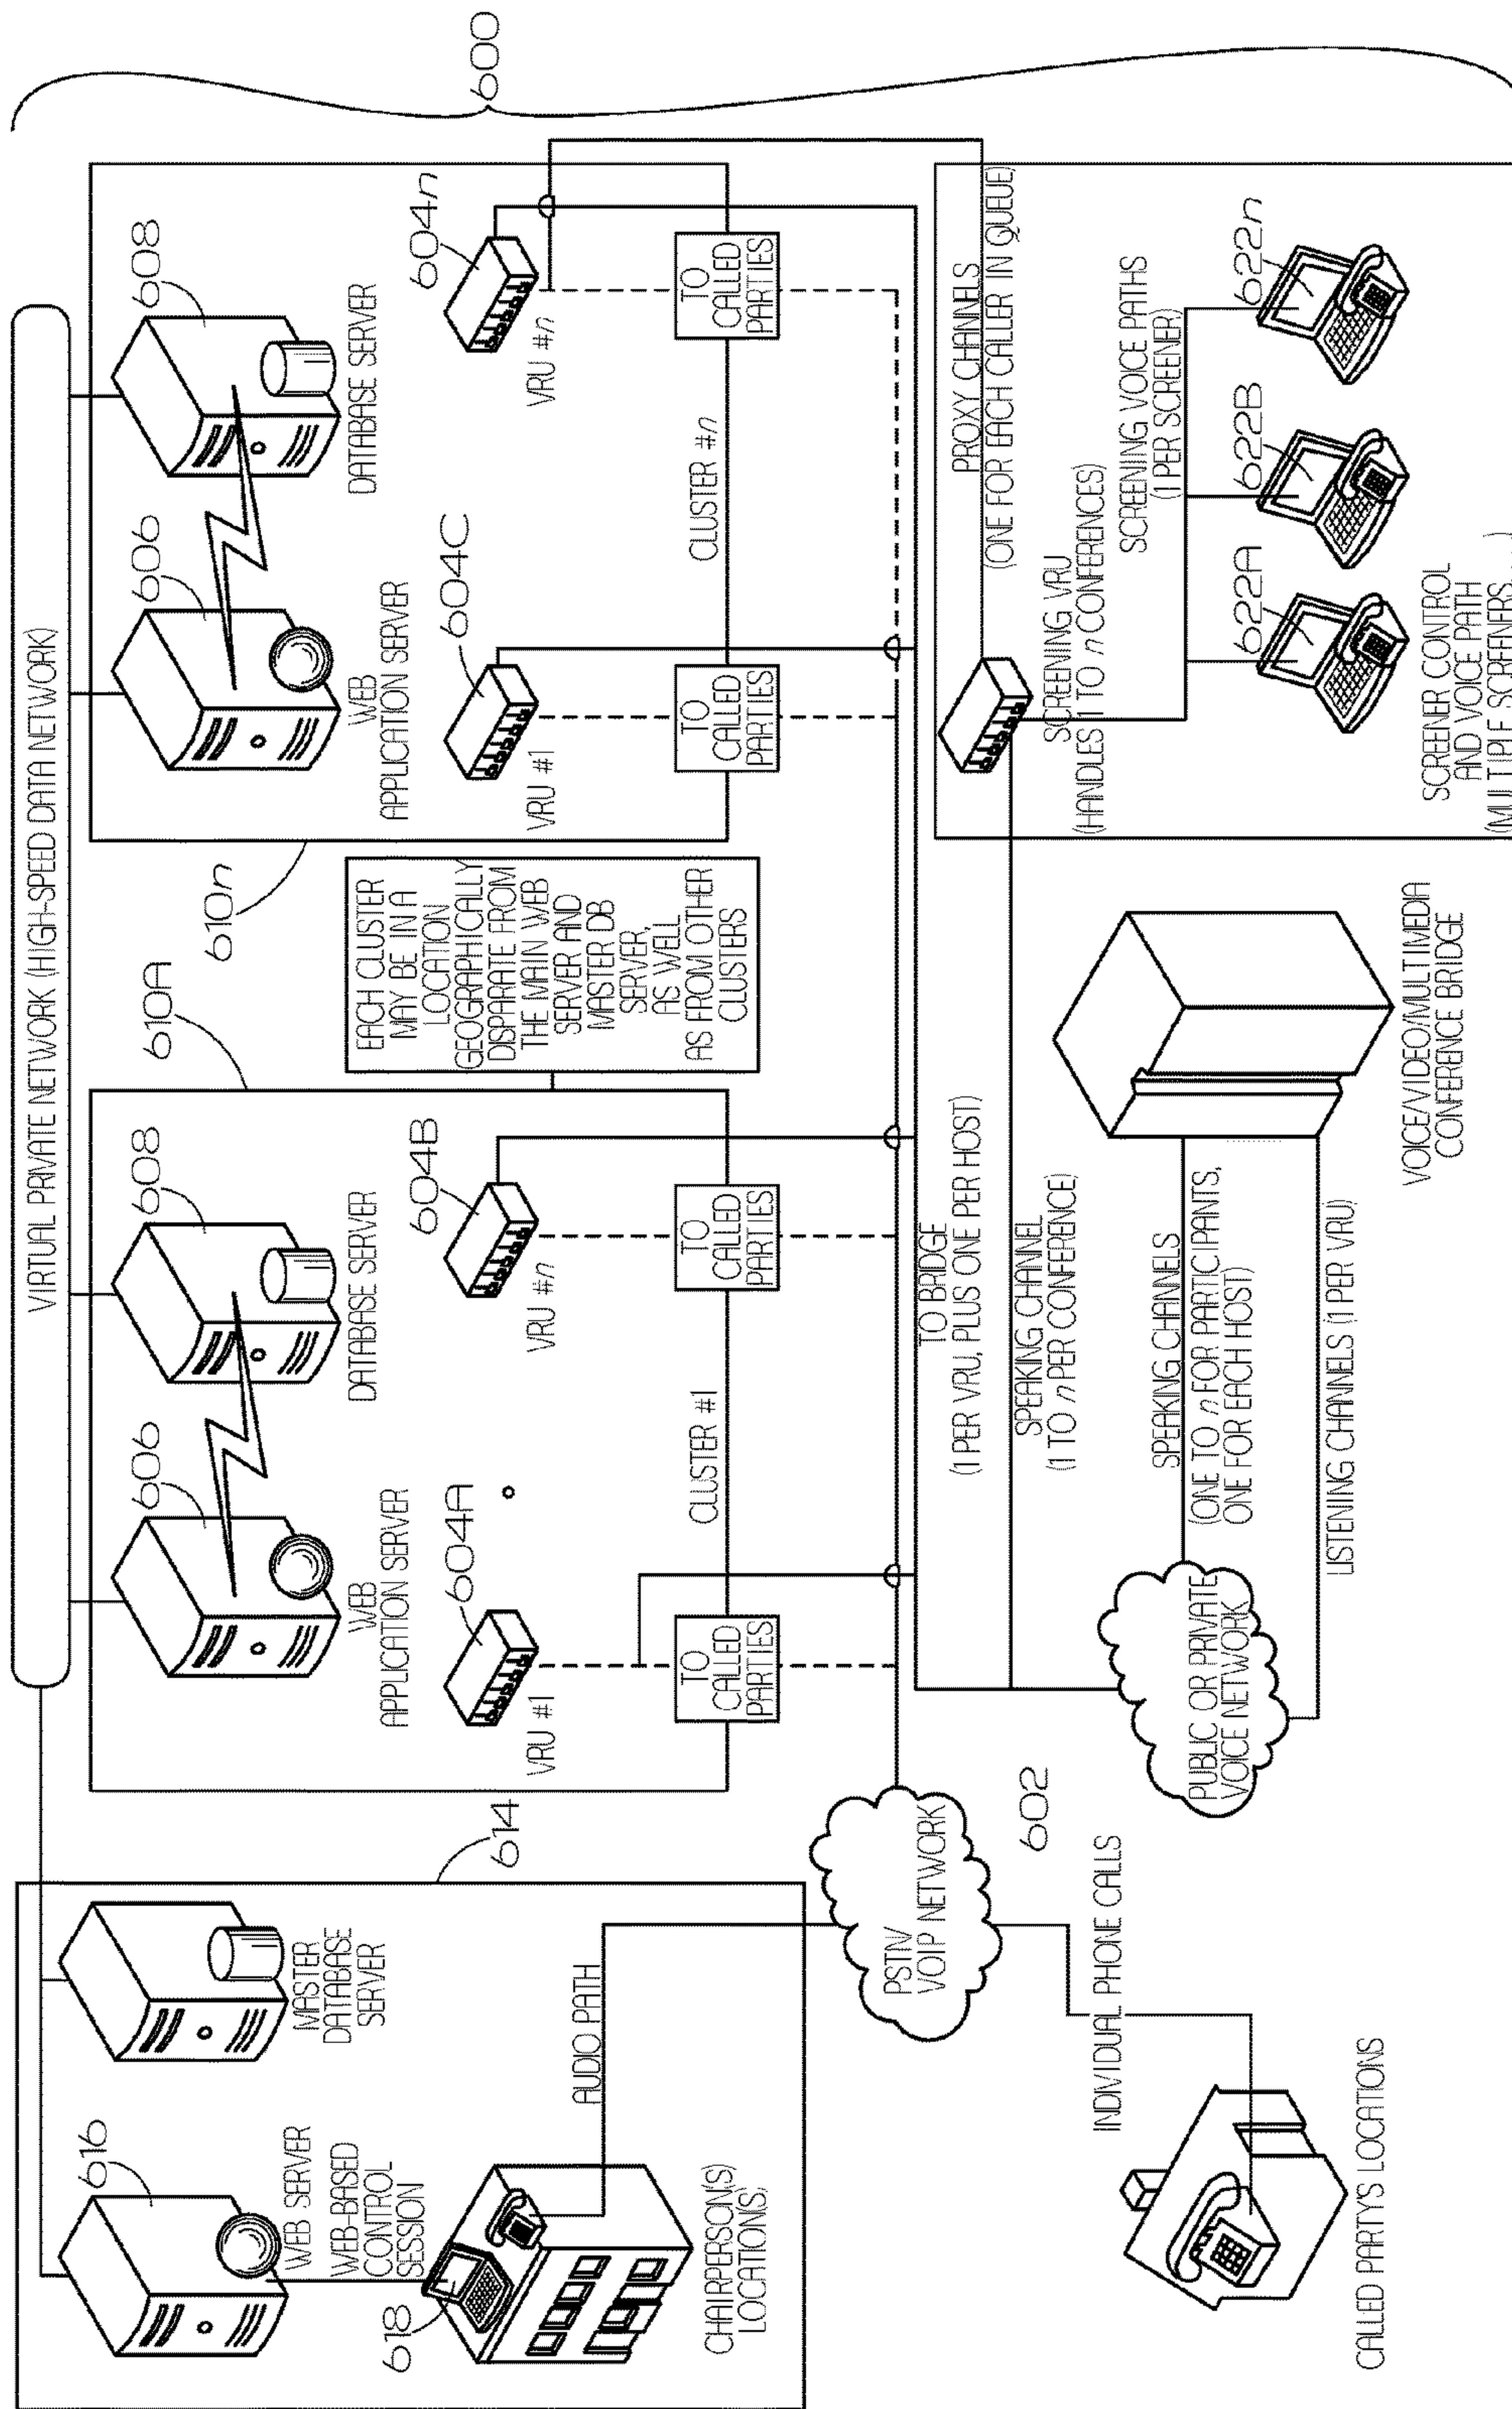 600
VIRTUAL PRIVATE NETWORK (HIGH-SPEED DATA NETWORK)
616
WEB SERVER
WEB-BASED
CONTROL
SESSION
618
CHAIRPERSON(S)
LOCATION(S)
MASTER
DATABASE
SERVER
AUDIO PATH
614
606
WEB
APPLICATION SERVER
608
DATABASE SERVER
610A
604A
VRU #1
604B
VRU #n
TO
CALLED
PARTIES
CLUSTER #1
TO
CALLED
PARTIES
EACH CLUSTER
MAY BE IN A
LOCATION
GEOGRAPHICALLY
DISPARATE FROM
THE MAIN WEB
SERVER AND
MASTER DB
SERVER,
AS WELL
AS FROM OTHER
CLUSTERS
610n
606
WEB
APPLICATION SERVER
608
DATABASE SERVER
604C
VRU #1
604n
VRU #n
TO
CALLED
PARTIES
CLUSTER #n
TO
CALLED
PARTIES
PSTN/
VOIP NETWORK
602
INDIVIDUAL PHONE CALLS
CALLED PARTY'S LOCATIONS
TO BRIDGE
(1 PER VRU, PLUS ONE PER HOST)
SPEAKING CHANNEL
(1 TO n PER CONFERENCE)
PUBLIC OR PRIVATE
VOICE NETWORK
SPEAKING CHANNELS
(ONE TO n FOR PARTICIPANTS,
ONE FOR EACH HOST)
LISTENING CHANNELS (1 PER VRU)
VOICE/VIDEO/MULTIMEDIA
CONFERENCE BRIDGE
PROXY CHANNELS
(ONE FOR EACH CALLER IN QUEUE)
SCREENING VRU
(HANDLES 1 TO n CONFERENCES)
SCREENING VOICE PATHS
(1 PER SCREENER)
622A
622B
622n
SCREENER CONTROL
AND VOICE PATH
(MULTIPLE SCREENERS...)